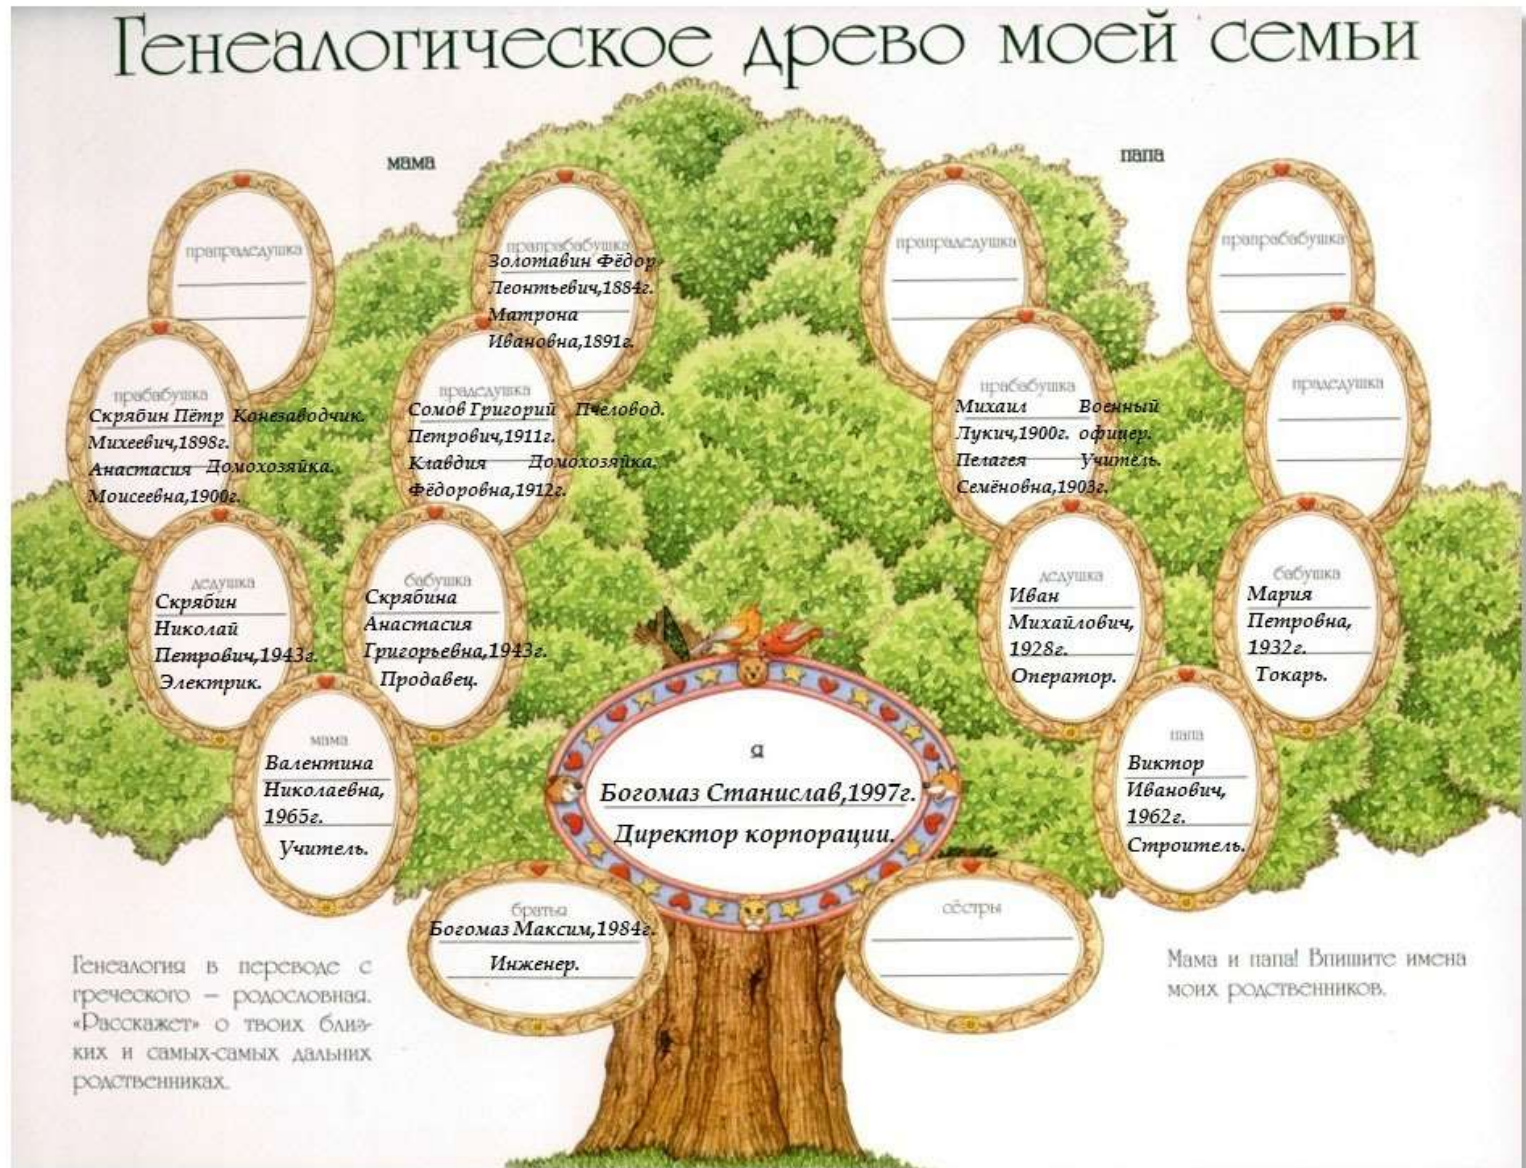 Генеалогическое древо моей семьи
мама
папа
прапрадедушка
прапрабабушка
Золотавин Фёдор
Леонтьевич,1884г.
Матрона
Ивановна,1891г.
прапрадедушка
прапрабабушка
прабабушка
Скрябин Пётр Конезаводчик.
Михеевич,1898г.
Анастасия Домохозяйка.
Моисеевна,1900г.
прадедушка
Сомов Григорий Пчеловод.
Петрович,1911г.
Клавдия Домохозяйка.
Фёдоровна,1912г.
прабабушка
Михаил Военный
Лукич,1900г. офицер.
Пелагея Учитель.
Семёновна,1903г.
прадедушка
дедушка
Скрябин
Николай
Петрович,1943г.
Электрик.
бабушка
Скрябина
Анастасия
Григорьевна,1943г.
Продавец.
дедушка
Иван
Михайлович,
1928г.
Оператор.
бабушка
Мария
Петровна,
1932г.
Токарь.
мама
Валентина
Николаевна,
1965г.
Учитель.
я
Богомаз Станислав,1997г.
Директор корпорации.
папа
Виктор
Иванович,
1962г.
Строитель.
братья
Богомаз Максим,1984г.
Инженер.
сёстры
Генеалогия в переводе с
греческого – родословная.
«Расскажет» о твоих близ-
ких и самых-самых дальних
родственниках.
Мама и папа! Впишите имена
моих родственников.